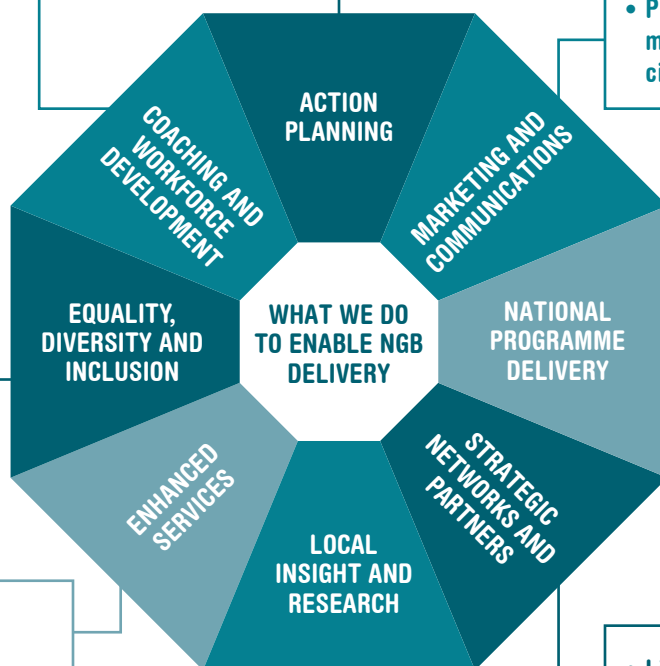 ACTION
PLANNING
MARKETING AND
COMMUNICATIONS
NATIONAL
PROGRAMME
DELIVERY
STRATEGIC
NETWORKS AND
PARTNERS
LOCAL
INSIGHT AND
RESEARCH
ENHANCED
SERVICES
EQUALITY,
DIVERSITY AND
INCLUSION
COACHING AND
WORKFORCE
DEVELOPMENT
WHAT WE DO
TO ENABLE NGB
DELIVERY